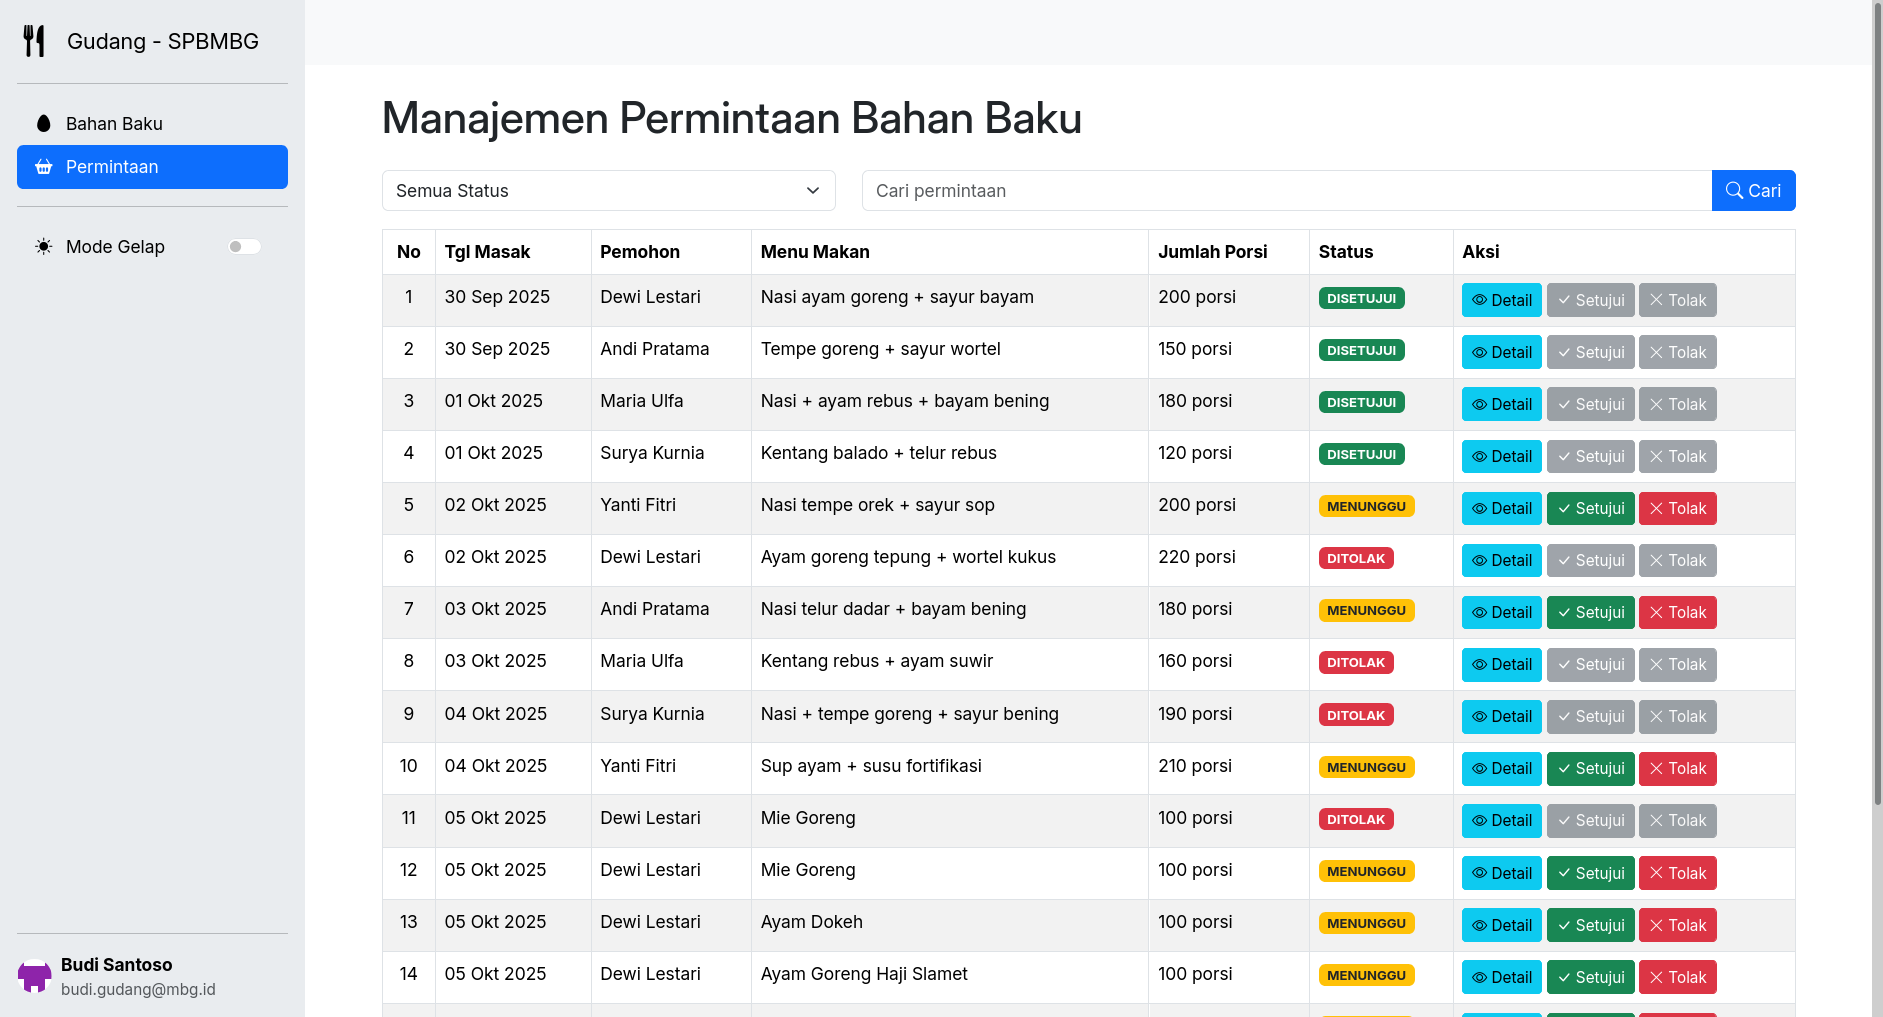 Gudang - SPBMBG
Bahan Baku
Permintaan
Mode Gelap
Budi Santoso
budi.gudang@mbg.id
Manajemen Permintaan Bahan Baku
Semua Status
Cari permintaan
Cari
No Tgl Masak Pemohon Menu Makan Jumlah Porsi Status Aksi
1 30 Sep 2025 Dewi Lestari Nasi ayam goreng + sayur bayam 200 porsi DISETUJUI Detail Setujui Tolak
2 30 Sep 2025 Andi Pratama Tempe goreng + sayur wortel 150 porsi DISETUJUI Detail Setujui Tolak
3 01 Okt 2025 Maria Ulfa Nasi + ayam rebus + bayam bening 180 porsi DISETUJUI Detail Setujui Tolak
4 01 Okt 2025 Surya Kurnia Kentang balado + telur rebus 120 porsi DISETUJUI Detail Setujui Tolak
5 02 Okt 2025 Yanti Fitri Nasi tempe orek + sayur sop 200 porsi MENUNGGU Detail Setujui Tolak
6 02 Okt 2025 Dewi Lestari Ayam goreng tepung + wortel kukus 220 porsi DITOLAK Detail Setujui Tolak
7 03 Okt 2025 Andi Pratama Nasi telur dadar + bayam bening 180 porsi MENUNGGU Detail Setujui Tolak
8 03 Okt 2025 Maria Ulfa Kentang rebus + ayam suwir 160 porsi DITOLAK Detail Setujui Tolak
9 04 Okt 2025 Surya Kurnia Nasi + tempe goreng + sayur bening 190 porsi DITOLAK Detail Setujui Tolak
10 04 Okt 2025 Yanti Fitri Sup ayam + susu fortifikasi 210 porsi MENUNGGU Detail Setujui Tolak
11 05 Okt 2025 Dewi Lestari Mie Goreng 100 porsi DITOLAK Detail Setujui Tolak
12 05 Okt 2025 Dewi Lestari Mie Goreng 100 porsi MENUNGGU Detail Setujui Tolak
13 05 Okt 2025 Dewi Lestari Ayam Dokeh 100 porsi MENUNGGU Detail Setujui Tolak
14 05 Okt 2025 Dewi Lestari Ayam Goreng Haji Slamet 100 porsi MENUNGGU Detail Setujui Tolak